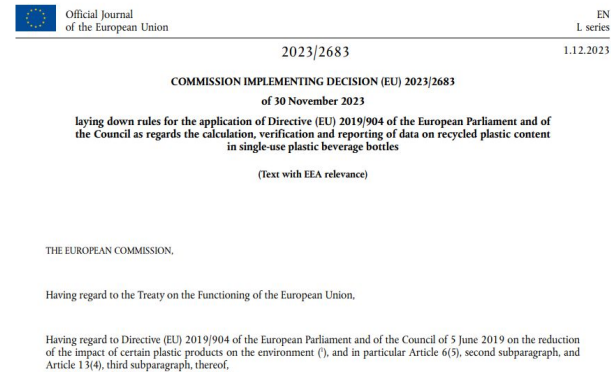 Official Journal
of the European Union
EN
L series
2023/2683
1.12.2023
COMMISSION IMPLEMENTING DECISION (EU) 2023/2683
of 30 November 2023
laying down rules for the application of Directive (EU) 2019/904 of the European Parliament and of
the Council as regards the calculation, verification and reporting of data on recycled plastic content
in single-use plastic beverage bottles
(Text with EEA relevance)
THE EUROPEAN COMMISSION,
Having regard to the Treaty on the Functioning of the European Union,
Having regard to Directive (EU) 2019/904 of the European Parliament and of the Council of 5 June 2019 on the reduction
of the impact of certain plastic products on the environment (¹), and in particular Article 6(5), second subparagraph, and
Article 13(4), third subparagraph, thereof,